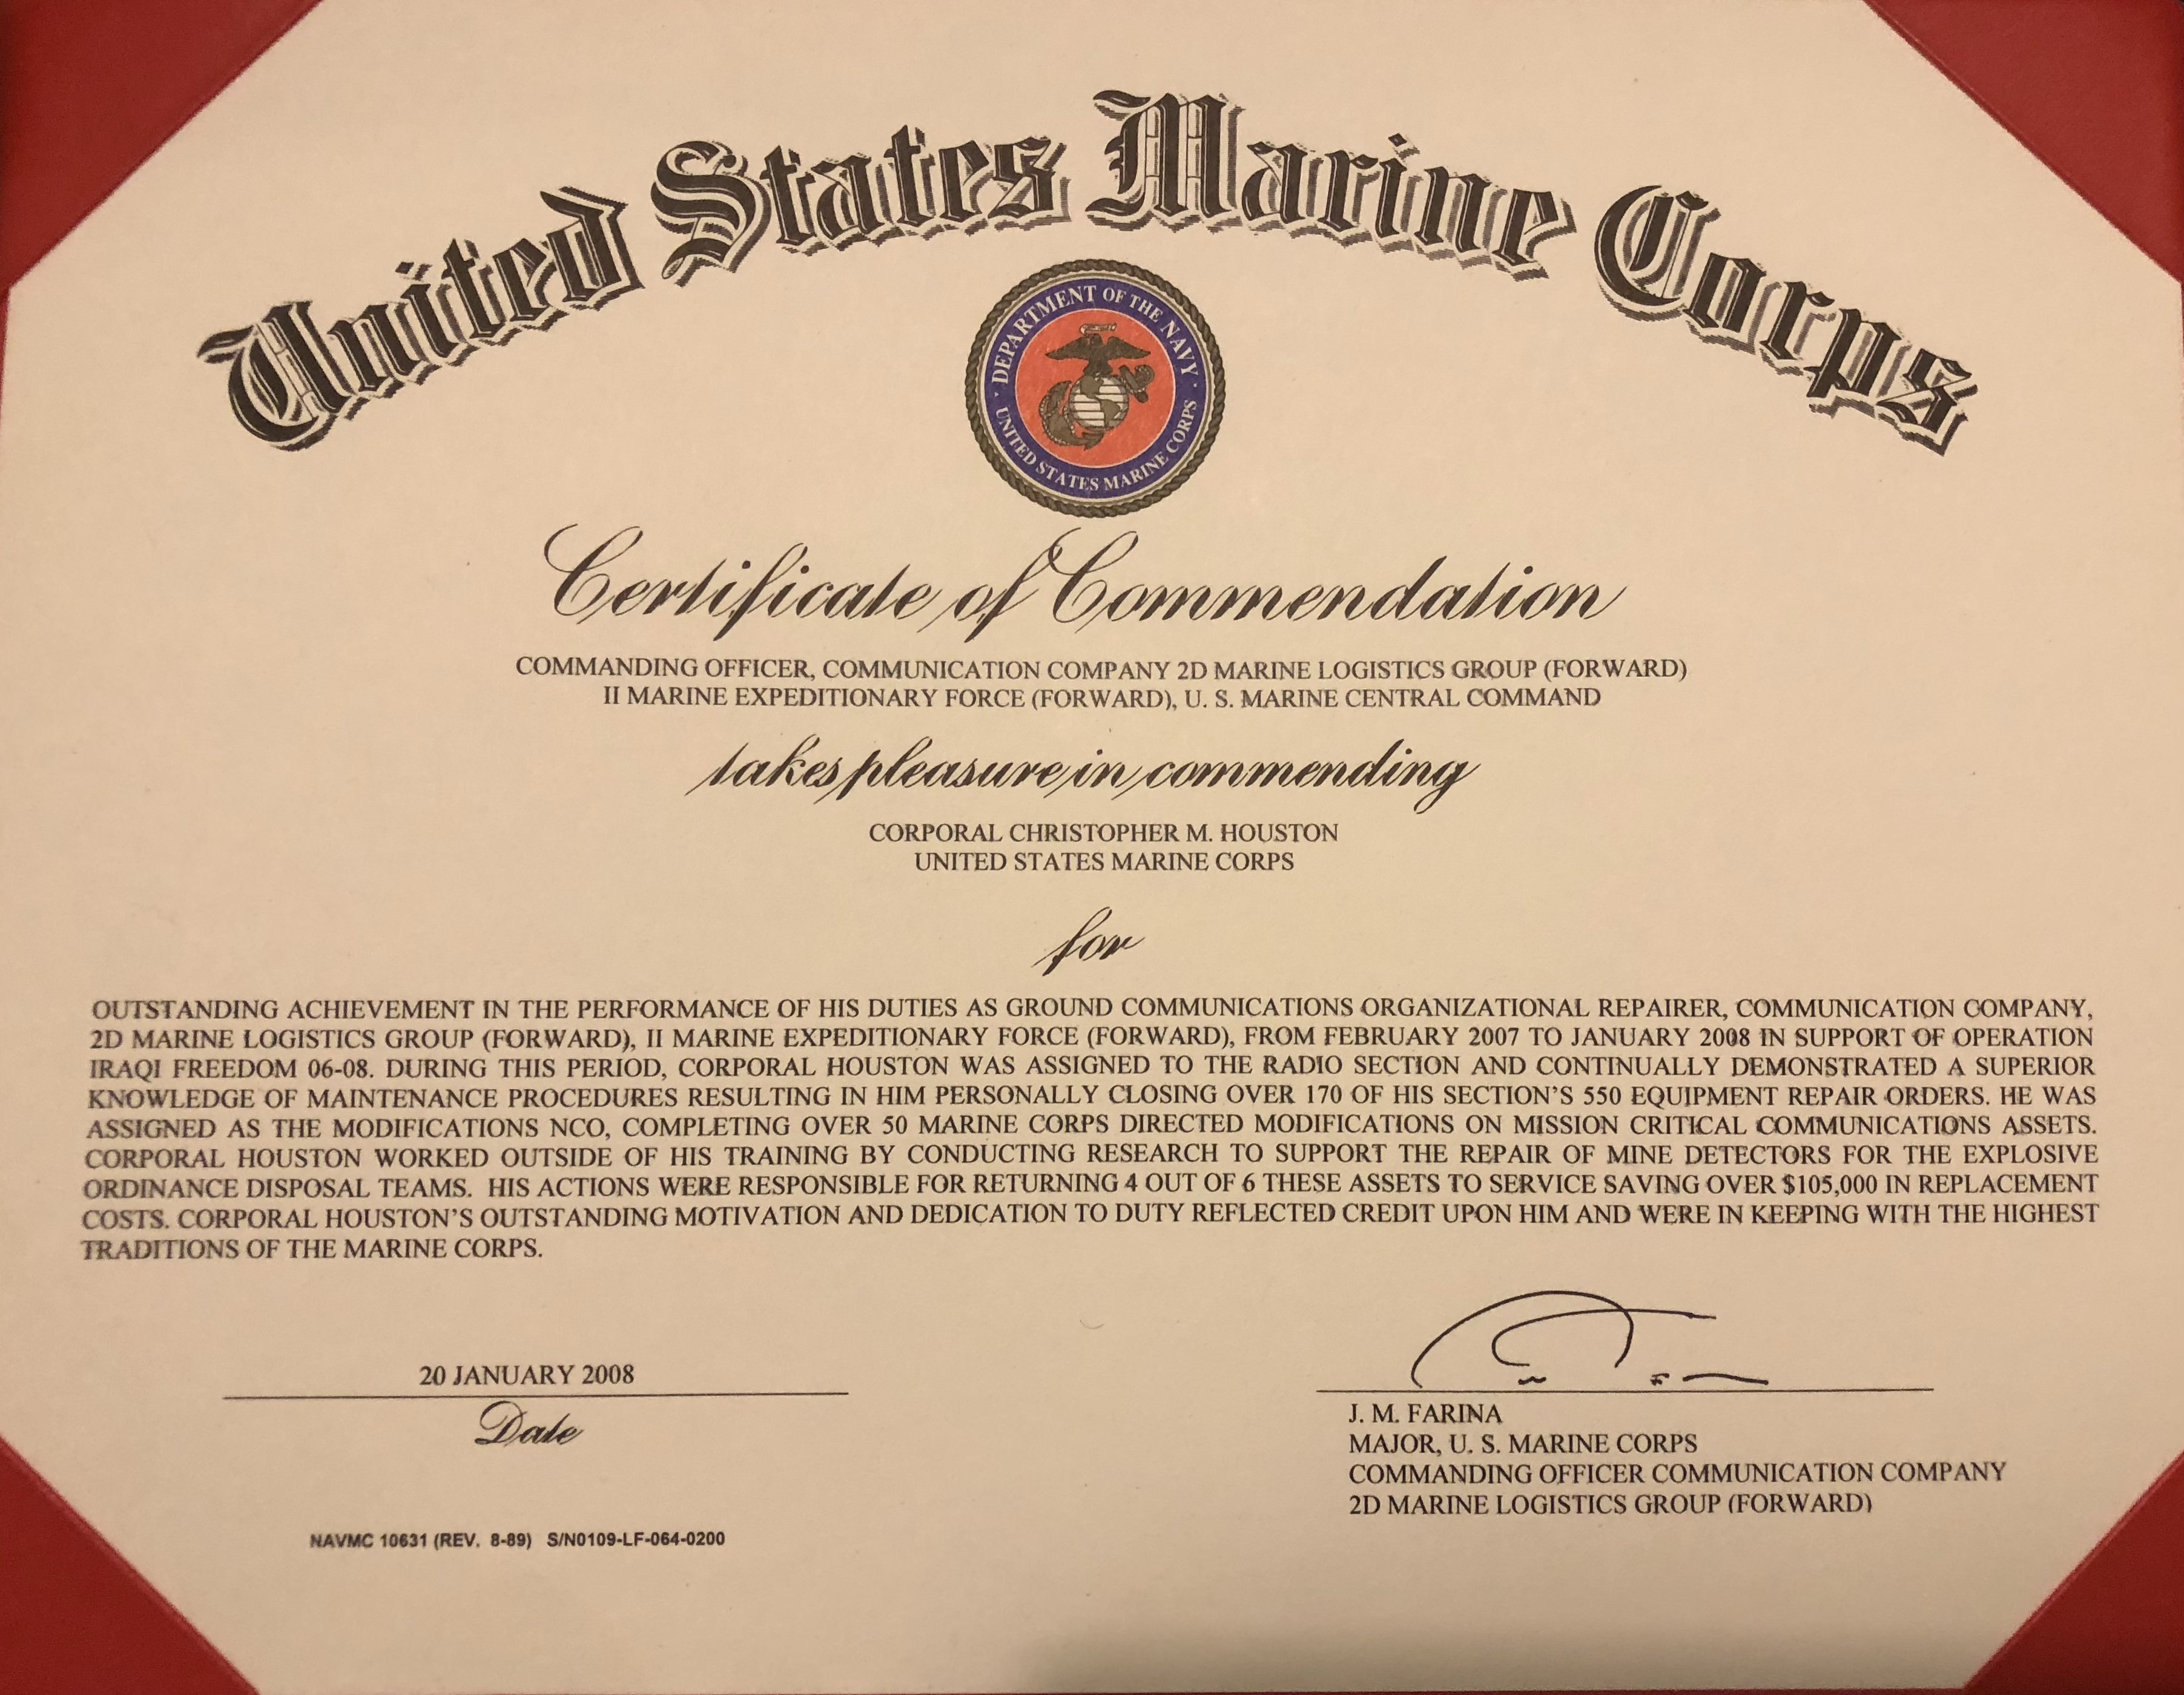 United States Marine Corps
DEPARTMENT OF THE NAVY
UNITED STATES MARINE CORPS
Certificate of Commendation
COMMANDING OFFICER, COMMUNICATION COMPANY 2D MARINE LOGISTICS GROUP (FORWARD)
II MARINE EXPEDITIONARY FORCE (FORWARD), U. S. MARINE CENTRAL COMMAND
takes pleasure in commending
CORPORAL CHRISTOPHER M. HOUSTON
UNITED STATES MARINE CORPS
for
OUTSTANDING ACHIEVEMENT IN THE PERFORMANCE OF HIS DUTIES AS GROUND COMMUNICATIONS ORGANIZATIONAL REPAIRER, COMMUNICATION COMPANY,
2D MARINE LOGISTICS GROUP (FORWARD), II MARINE EXPEDITIONARY FORCE (FORWARD), FROM FEBRUARY 2007 TO JANUARY 2008 IN SUPPORT OF OPERATION
IRAQI FREEDOM 06-08. DURING THIS PERIOD, CORPORAL HOUSTON WAS ASSIGNED TO THE RADIO SECTION AND CONTINUALLY DEMONSTRATED A SUPERIOR
KNOWLEDGE OF MAINTENANCE PROCEDURES RESULTING IN HIM PERSONALLY CLOSING OVER 170 OF HIS SECTION'S 550 EQUIPMENT REPAIR ORDERS. HE WAS
ASSIGNED AS THE MODIFICATIONS NCO, COMPLETING OVER 50 MARINE CORPS DIRECTED MODIFICATIONS ON MISSION CRITICAL COMMUNICATIONS ASSETS.
CORPORAL HOUSTON WORKED OUTSIDE OF HIS TRAINING BY CONDUCTING RESEARCH TO SUPPORT THE REPAIR OF MINE DETECTORS FOR THE EXPLOSIVE
ORDINANCE DISPOSAL TEAMS. HIS ACTIONS WERE RESPONSIBLE FOR RETURNING 4 OUT OF 6 THESE ASSETS TO SERVICE SAVING OVER $105,000 IN REPLACEMENT
COSTS. CORPORAL HOUSTON'S OUTSTANDING MOTIVATION AND DEDICATION TO DUTY REFLECTED CREDIT UPON HIM AND WERE IN KEEPING WITH THE HIGHEST
TRADITIONS OF THE MARINE CORPS.
20 JANUARY 2008
Date
J. M. FARINA
MAJOR, U. S. MARINE CORPS
COMMANDING OFFICER COMMUNICATION COMPANY
2D MARINE LOGISTICS GROUP (FORWARD)
NAVMC 10631 (REV. 8-89) S/N0109-LF-064-0200